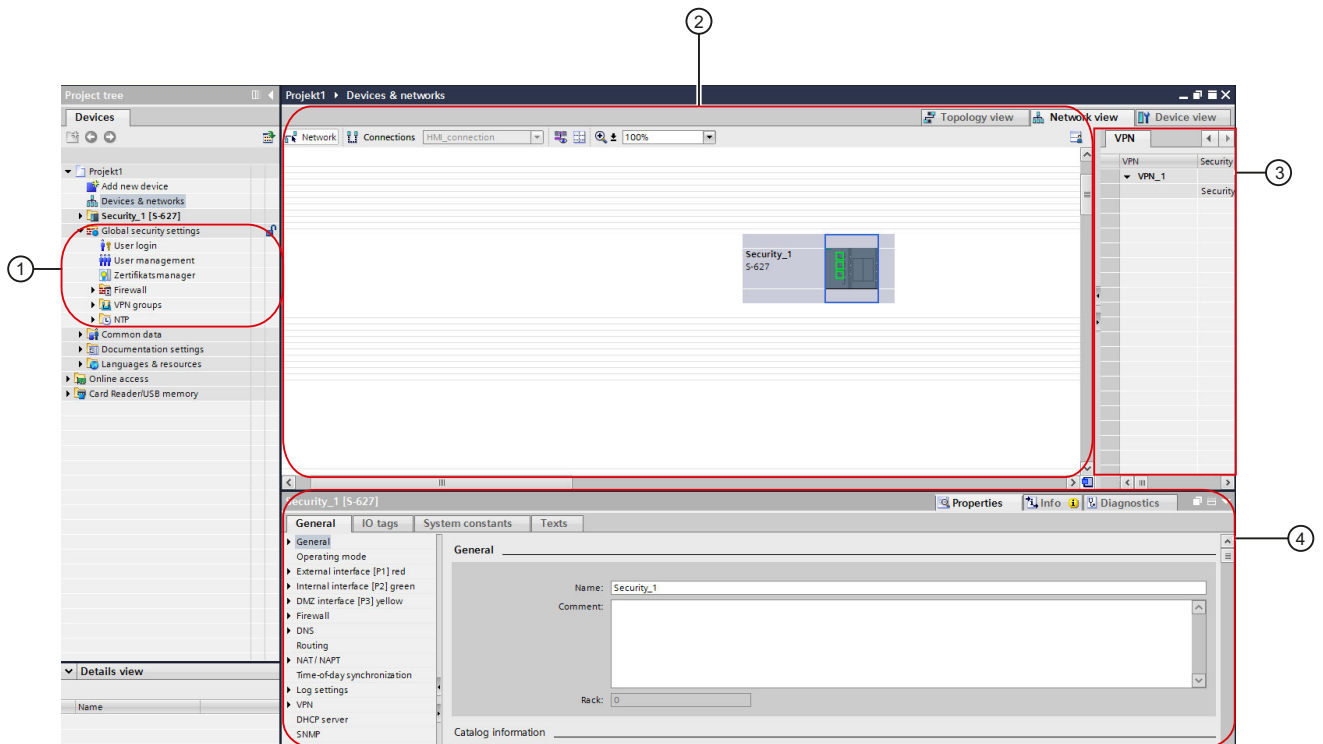 2
Project tree
Projekt1 ▸ Devices & networks
Devices
Topology view
Network view
Device view
Network
Connections
HMI_connection
100%
VPN
VPN
Security
VPN_1
Security
3
Projekt1
Add new device
Devices & networks
Security_1 [S-627]
Global security settings
User login
User management
Zertifikatsmanager
Firewall
VPN groups
NTP
Common data
Documentation settings
Languages & resources
Online access
Card Reader/USB memory
1
Security_1
S-627
Security_1 [S-627]
Properties
Info
Diagnostics
General
IO tags
System constants
Texts
4
General
Operating mode
External interface [P1] red
Internal interface [P2] green
DMZ interface [P3] yellow
Firewall
DNS
Routing
NAT/ NAPT
Time-of-day synchronization
Log settings
VPN
DHCP server
SNMP
General
Name: Security_1
Comment:
Rack: 0
Catalog information
Details view
Name